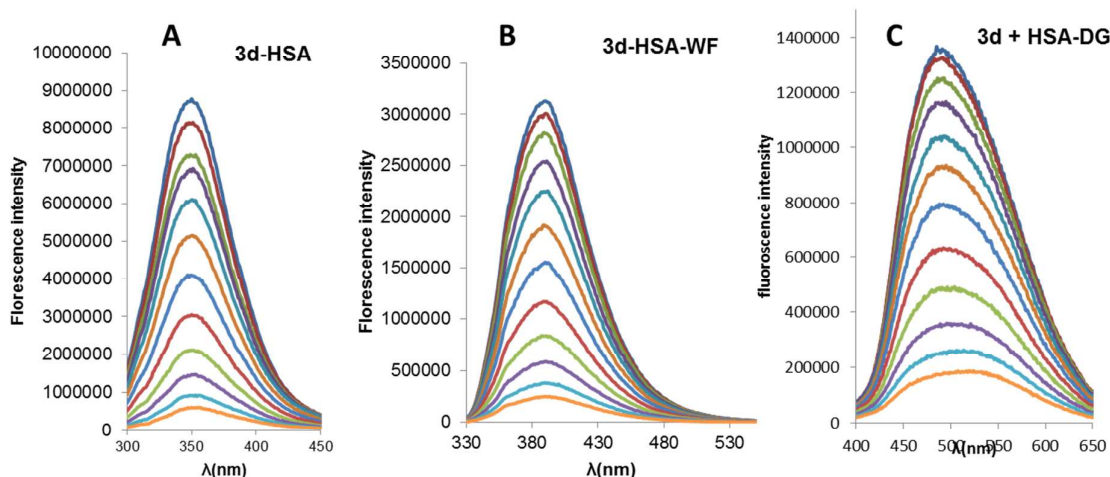 A
3d-HSA
10000000
9000000
8000000
7000000
6000000
5000000
4000000
3000000
2000000
1000000
0
Florescence intensity
300 350 400 450
λ(nm)
B
3d-HSA-WF
3500000
3000000
2500000
2000000
1500000
1000000
500000
0
Florescence intensity
330 380 430 480 530
λ(nm)
C
3d + HSA-DG
1400000
1200000
1000000
800000
600000
400000
200000
0
fluoroscence intensity
400 450 500 550 600 650
λ(nm)